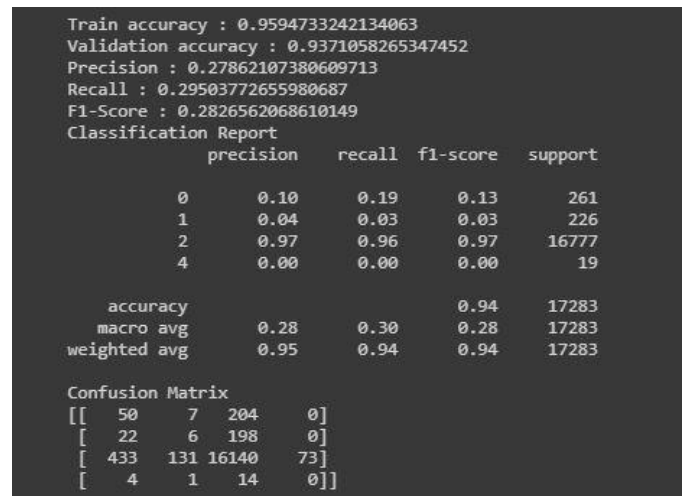 Train accuracy : 0.9594733242134063
Validation accuracy : 0.9371058265347452
Precision : 0.27862107380609713
Recall : 0.29503772655980687
F1-Score : 0.2826562068610149
Classification Report
precision recall f1-score support
0 0.10 0.19 0.13 261
1 0.04 0.03 0.03 226
2 0.97 0.96 0.97 16777
4 0.00 0.00 0.00 19
accuracy 0.94 17283
macro avg 0.28 0.30 0.28 17283
weighted avg 0.95 0.94 0.94 17283
Confusion Matrix
[[ 50 7 204 0]
[ 22 6 198 0]
[ 433 131 16140 73]
[ 4 1 14 0]]